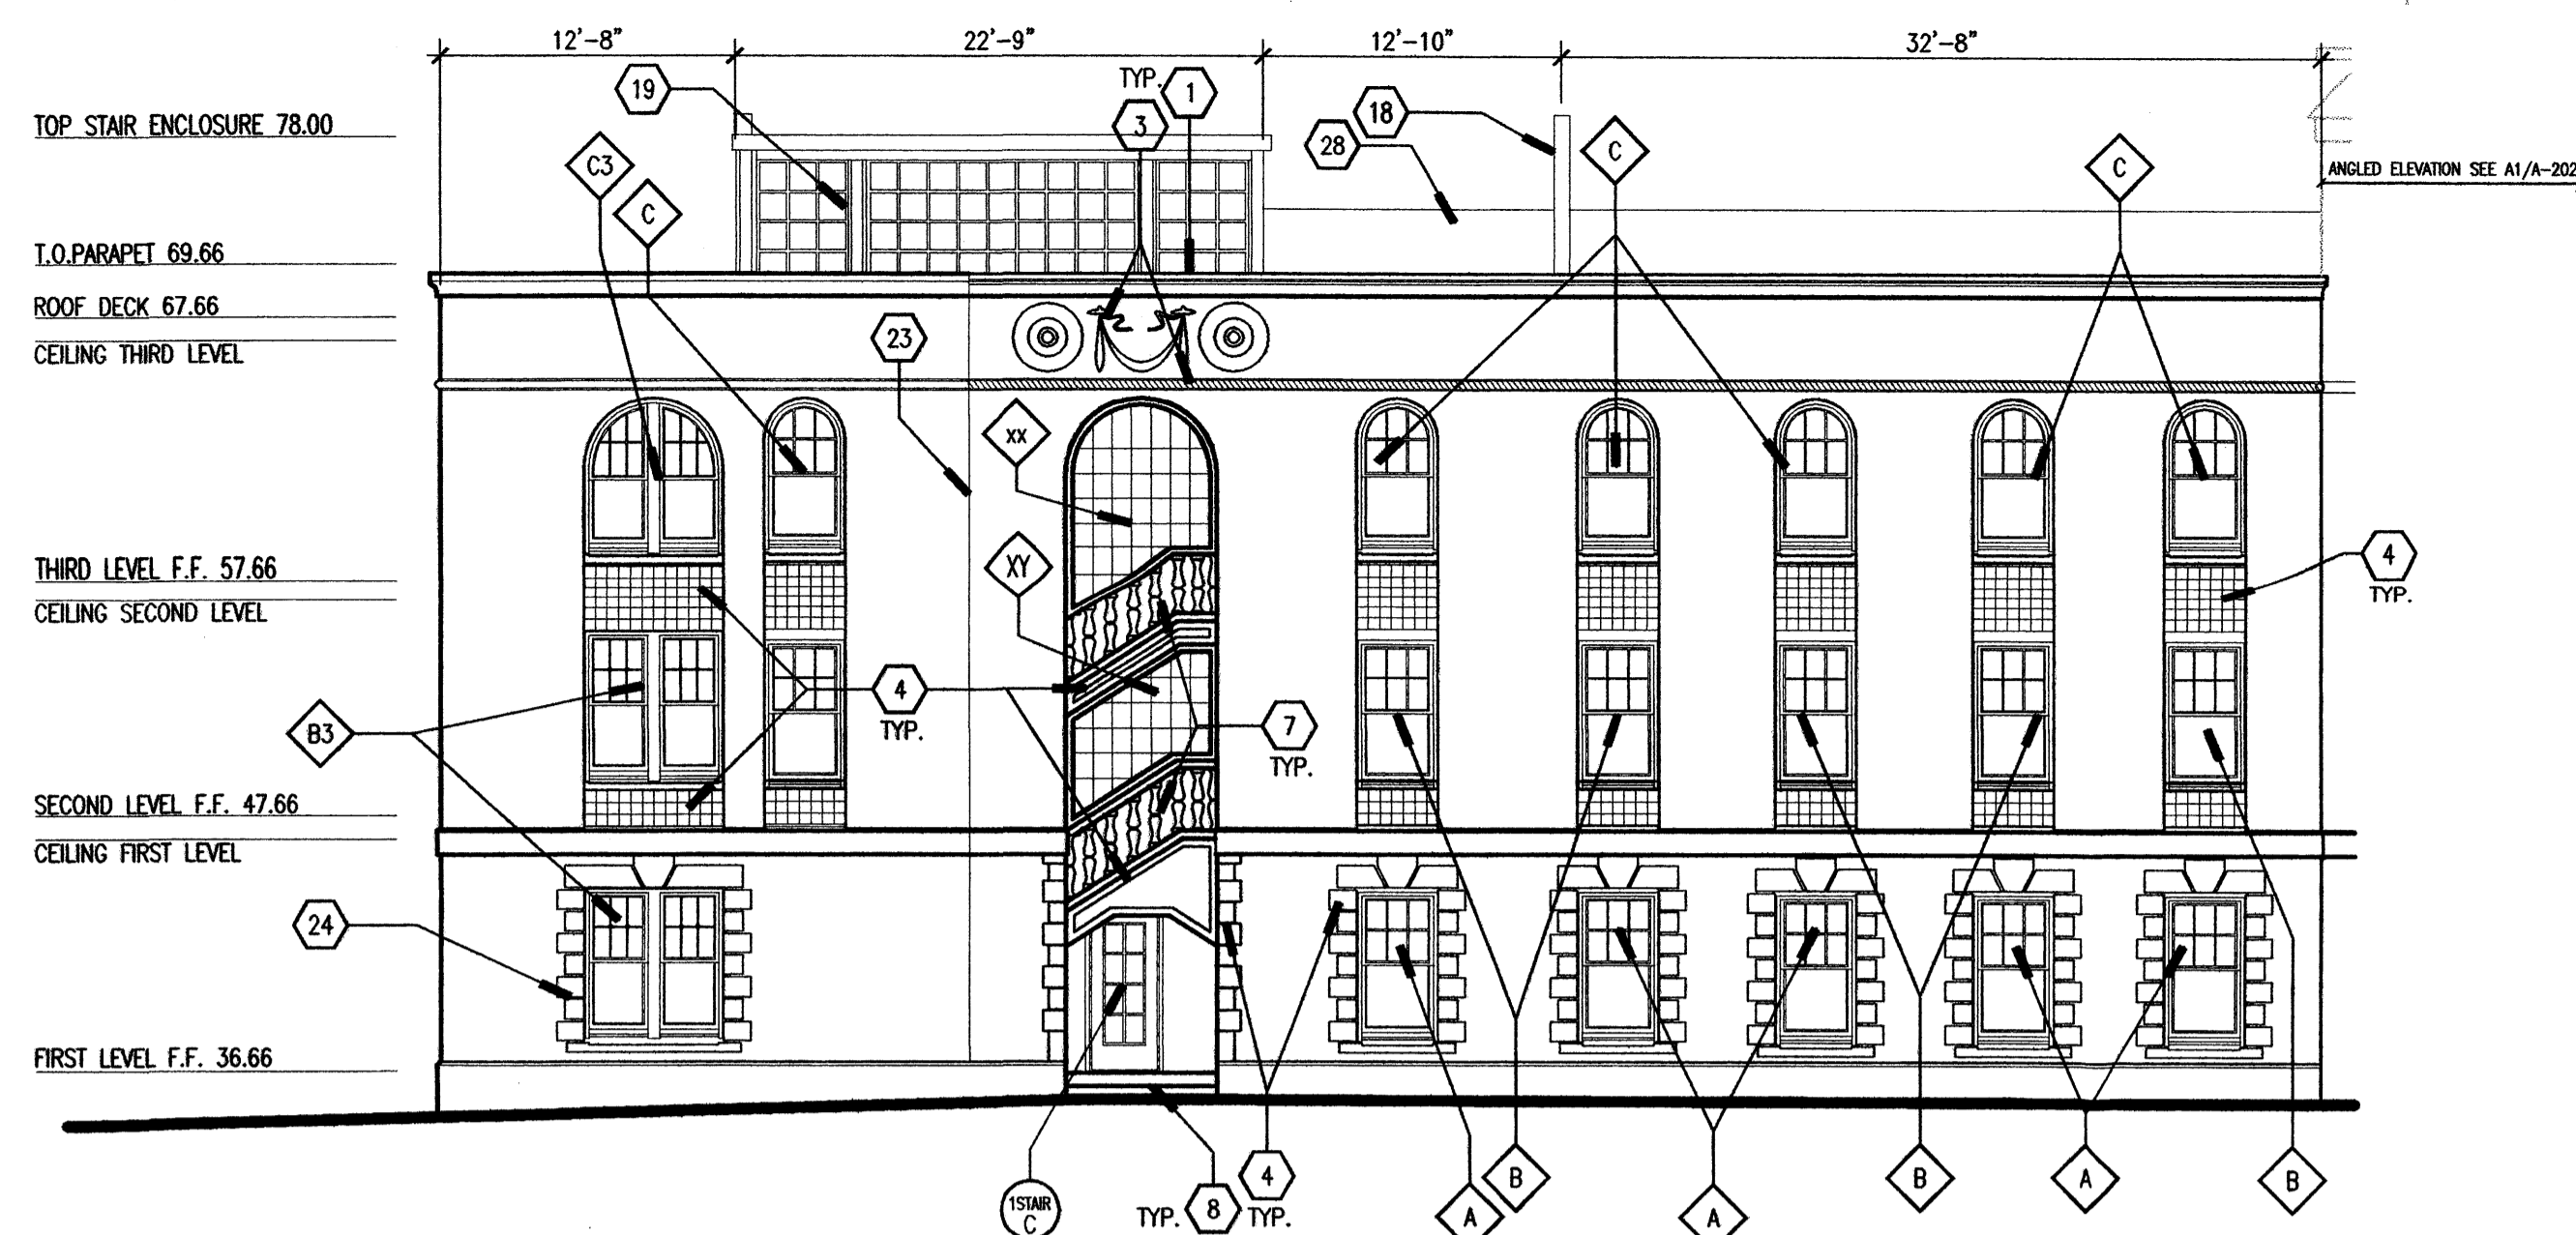 12'-8"
22'-9"
12'-10"
32'-8"
19
TYP.
1
3
18
28
C
C
C3
C
TOP STAIR ENCLOSURE 78.00
ANGLED ELEVATION SEE A1/A-202
T.O.PARAPET 69.66
ROOF DECK 67.66
CEILING THIRD LEVEL
23
xx
XY
THIRD LEVEL F.F. 57.66
CEILING SECOND LEVEL
4
TYP.
4
TYP.
7
TYP.
B3
SECOND LEVEL F.F. 47.66
CEILING FIRST LEVEL
24
FIRST LEVEL F.F. 36.66
1STAIR
C
TYP. 8
4
TYP.
A
B
A
B
A
B